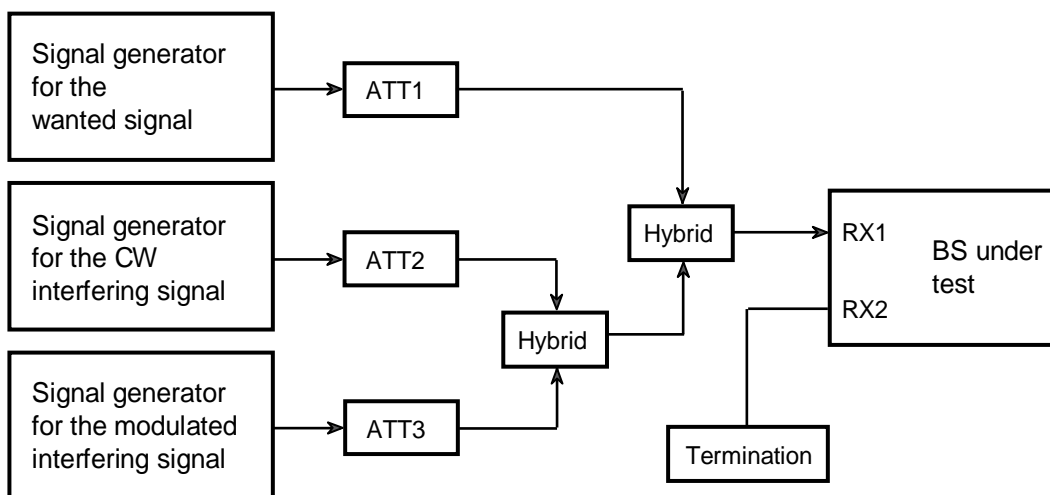 Signal generator
for the
wanted signal
ATT1
Signal generator
for the CW
interfering signal
ATT2
Hybrid
Hybrid
RX1
RX2
BS under
test
Signal generator
for the modulated
interfering signal
ATT3
Termination